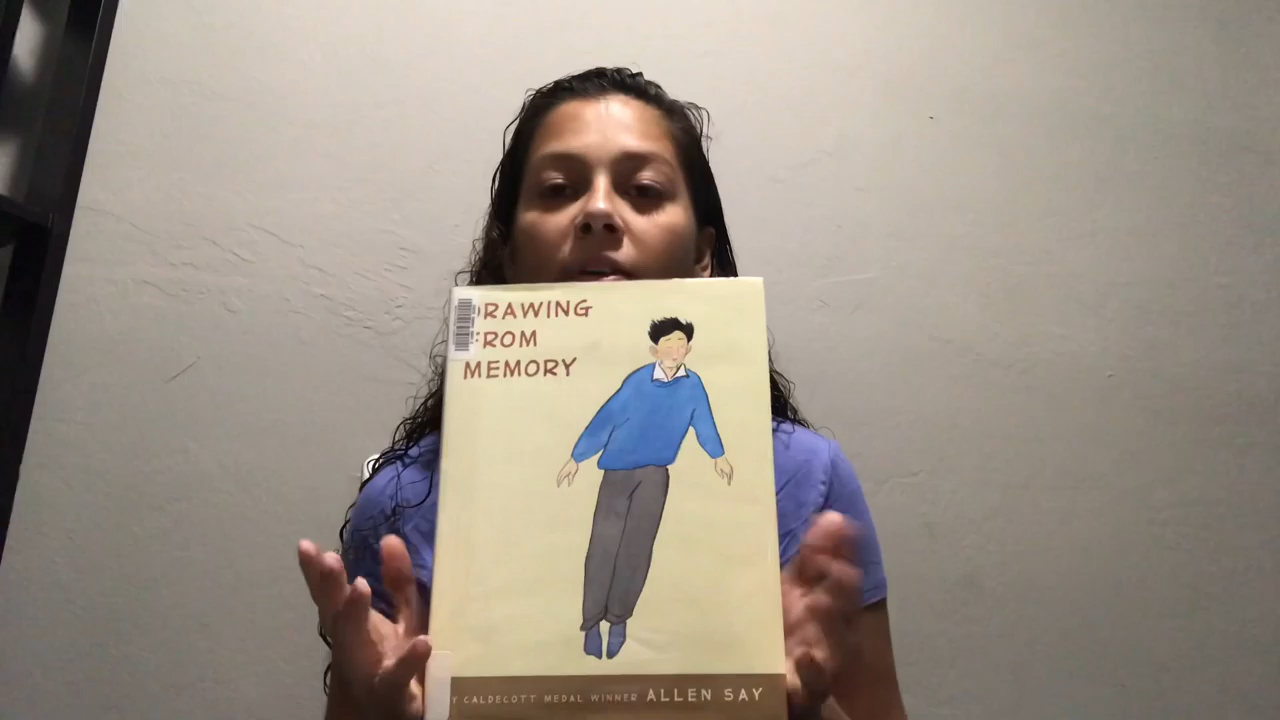 RAWING
ROM
MEMORY
Y CALDECOTT MEDAL WINNER ALLEN SAY